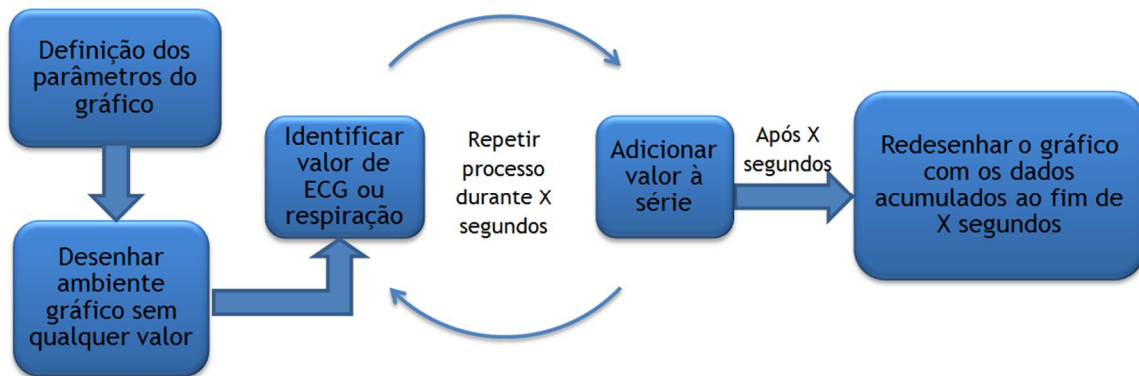 Definição dos
parâmetros do
gráfico
Desenhar
ambiente
gráfico sem
qualquer valor
Identificar
valor de
ECG ou
respiração
Repetir
processo
durante X
segundos
Adicionar
valor à
série
Após X
segundos
Redesenhar o gráfico
com os dados
acumulados ao fim de
X segundos